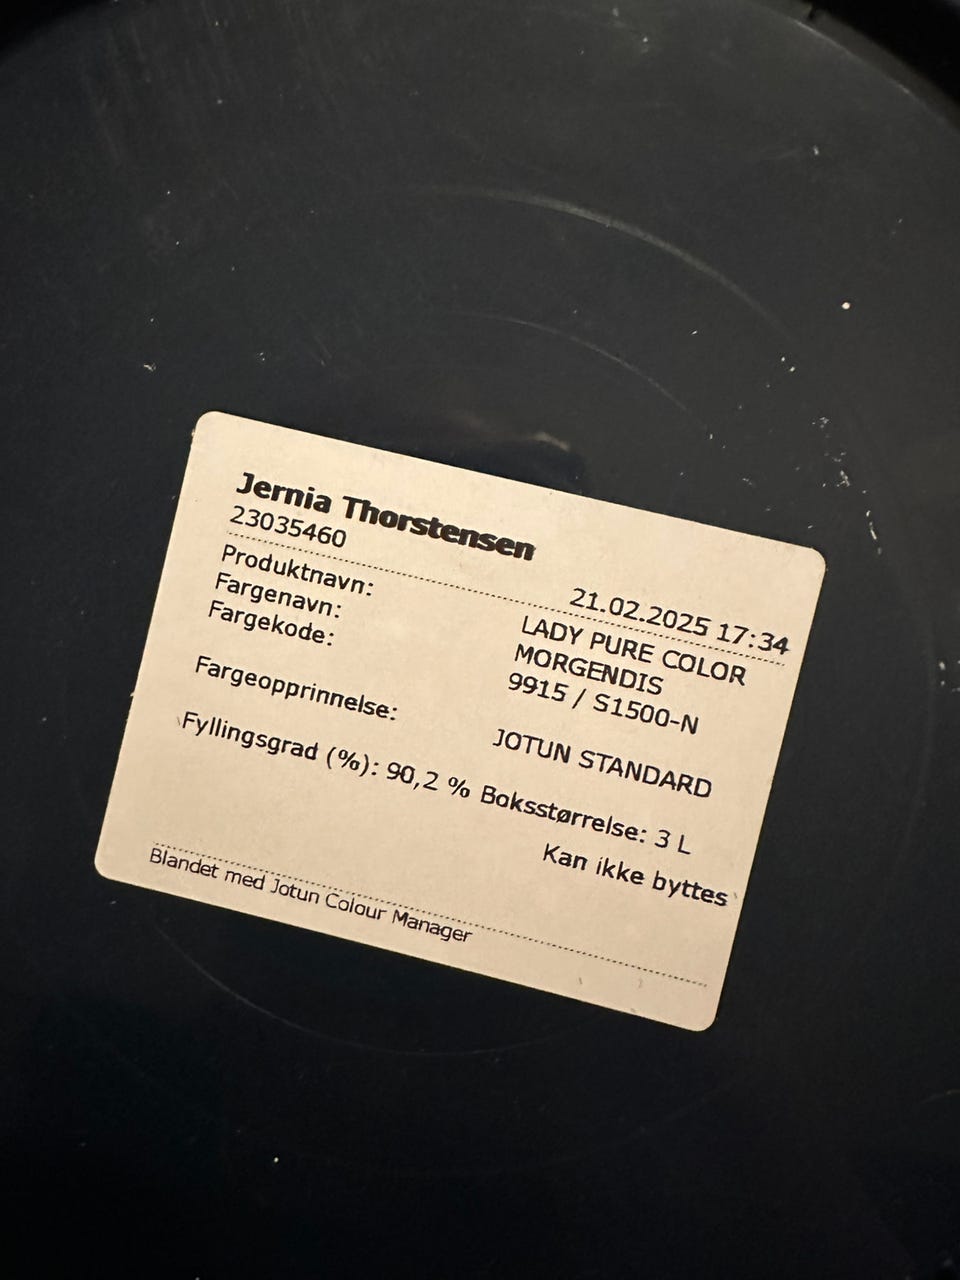 Jernia Thorstensen
23035460
21.02.2025 17:34
Produktnavn: LADY PURE COLOR
Fargenavn: MORGENDIS
Fargekode: 9915 / S1500-N
Fargeopprinnelse: JOTUN STANDARD
Fyllingsgrad (%): 90,2 % Boksstørrelse: 3 L
Kan ikke byttes
Blandet med Jotun Colour Manager